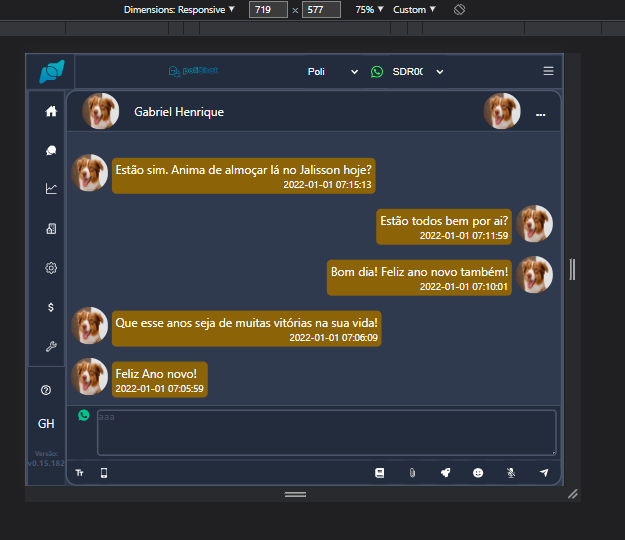 Dimensions: Responsive ▼ 719 × 577 75% ▼ Custom ▼
poliChat Poli SDR00
Gabriel Henrique ...
Estão sim. Anima de almoçar lá no Jalisson hoje?
2022-01-01 07:15:13
Estão todos bem por ai?
2022-01-01 07:11:59
Bom dia! Feliz ano novo também!
2022-01-01 07:10:01
Que esse anos seja de muitas vitórias na sua vida!
2022-01-01 07:06:09
Feliz Ano novo!
2022-01-01 07:05:59
aaa
GH
Versão:
v0.15.182